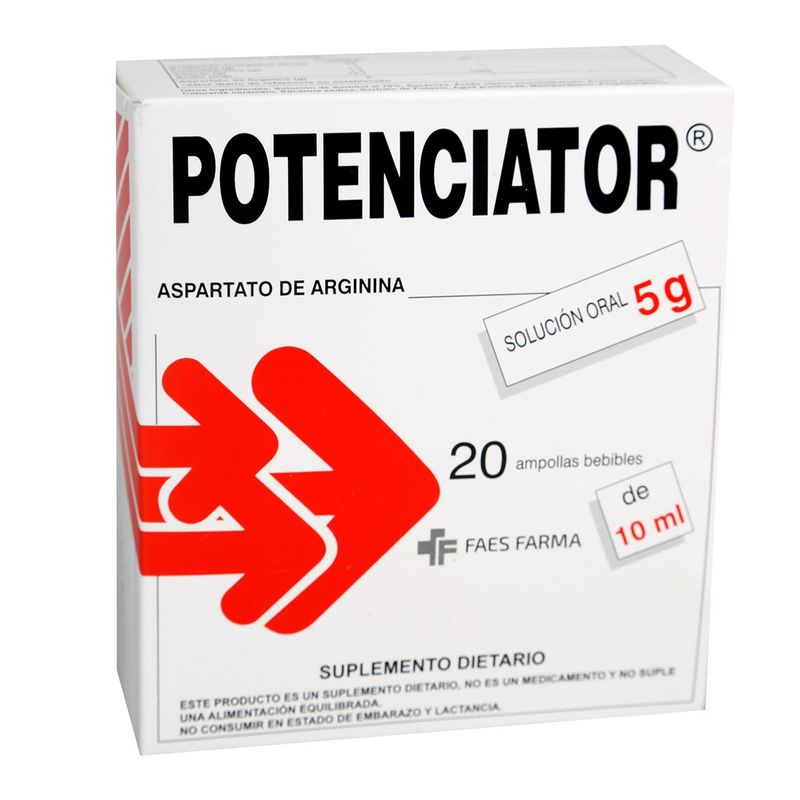 POTENCIATOR®
ASPARTATO DE ARGININA
SOLUCIÓN ORAL 5g
20 ampollas bebibles
de
10 ml
FAES FARMA
SUPLEMENTO DIETARIO
ESTE PRODUCTO ES UN SUPLEMENTO DIETARIO, NO ES UN MEDICAMENTO Y NO SUPLE
UNA ALIMENTACIÓN EQUILIBRADA.
NO CONSUMIR EN ESTADO DE EMBARAZO Y LACTANCIA.